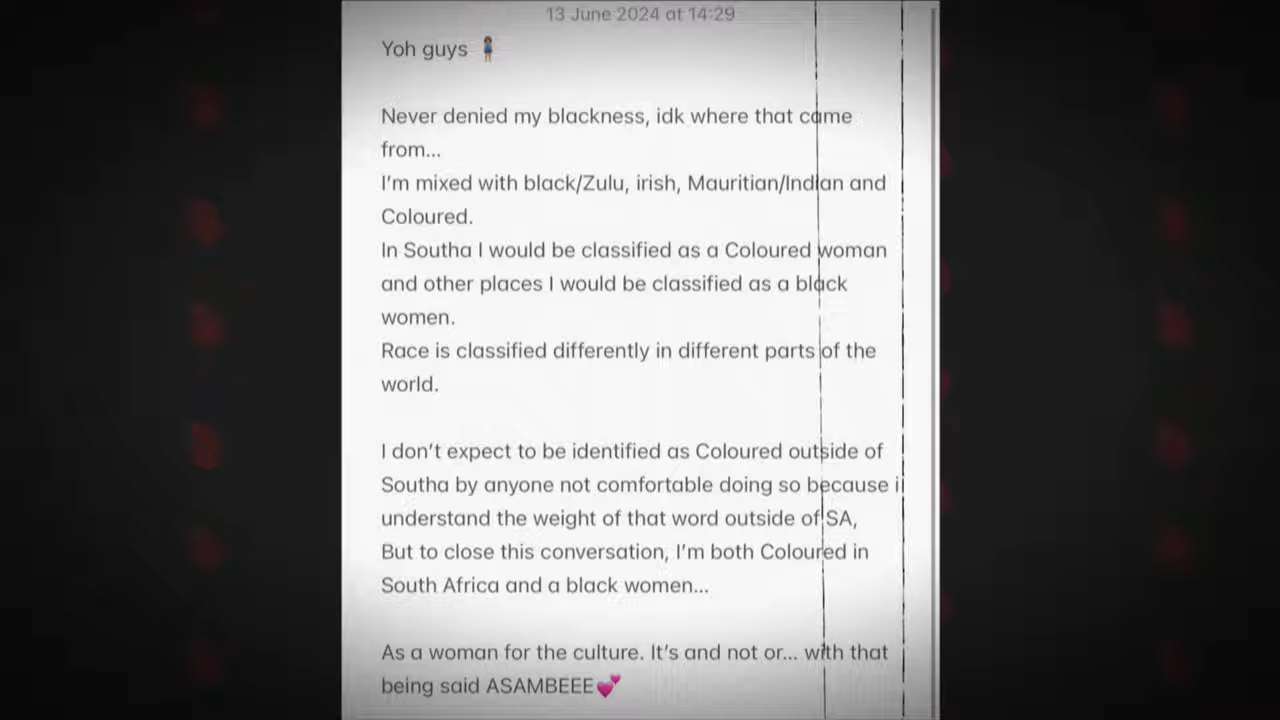 13 June 2024 at 14:29
Yoh guys 🧍🏽‍♀️
Never denied my blackness, idk where that came
from...
I'm mixed with black/Zulu, irish, Mauritian/Indian and
Coloured.
In Southa I would be classified as a Coloured woman
and other places I would be classified as a black
women.
Race is classified differently in different parts of the
world.
I don't expect to be identified as Coloured outside of
Southa by anyone not comfortable doing so because i
understand the weight of that word outside of SA,
But to close this conversation, I'm both Coloured in
South Africa and a black women...
As a woman for the culture. It's and not or... with that
being said ASAMBEEE💕